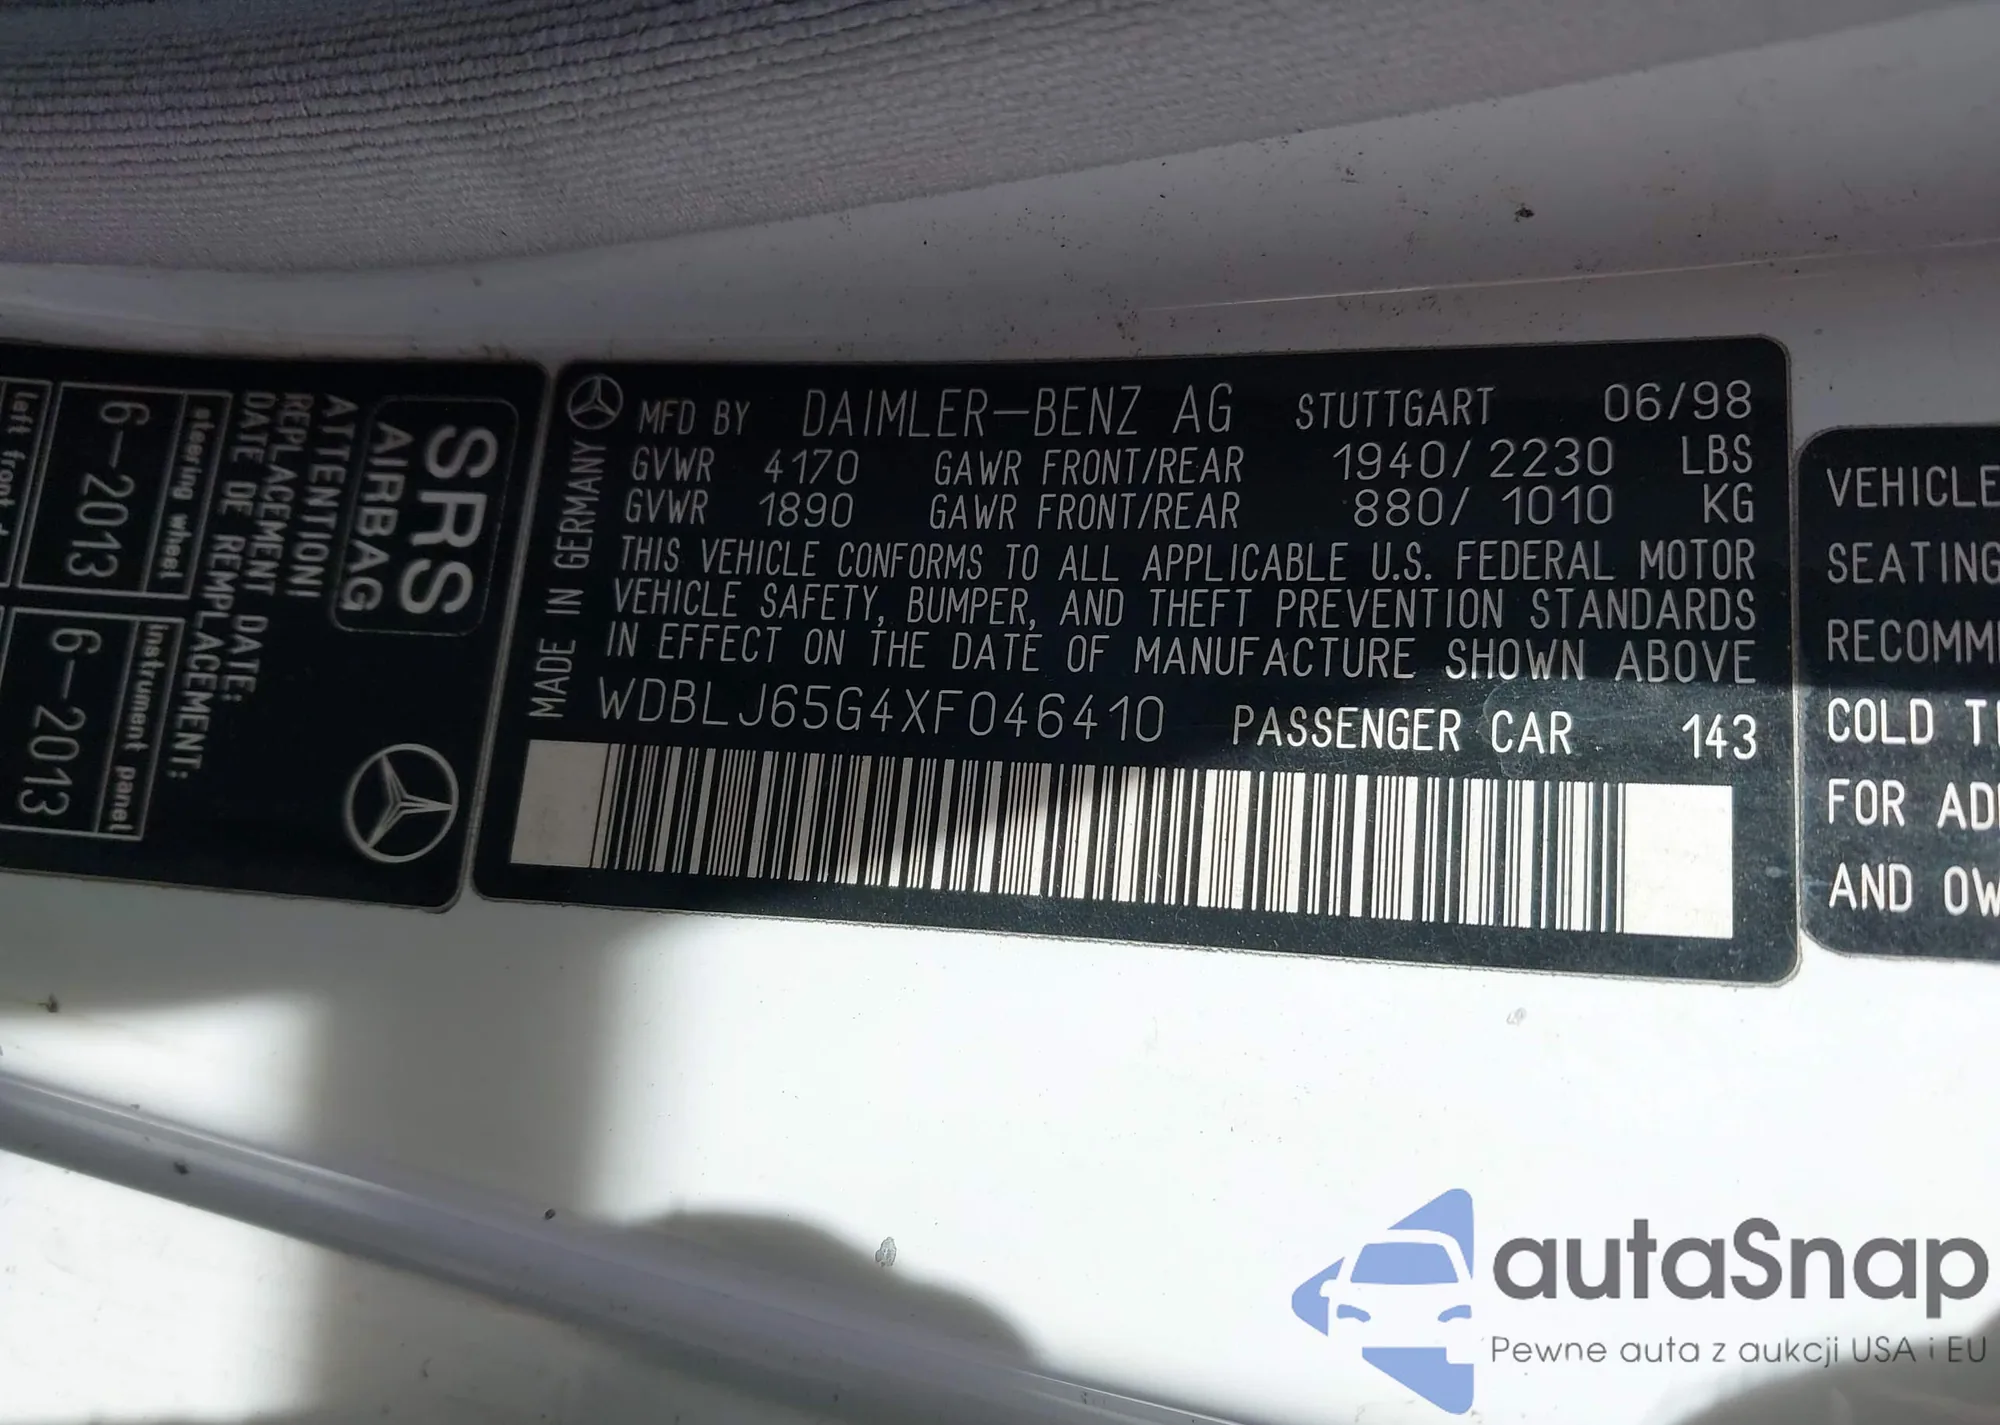 left front d
6-2013
steering wheel
6-2013
instrument panel
DATE DE REMPLACEMENT:
REPLACEMENT DATE:
ATTENTION!
AIRBAG
SRS
MADE IN GERMANY
MFD BY DAIMLER-BENZ AG STUTTGART 06/98
GVWR 4170 GAWR FRONT/REAR 1940/ 2230 LBS
GVWR 1890 GAWR FRONT/REAR 880/ 1010 KG
THIS VEHICLE CONFORMS TO ALL APPLICABLE U.S. FEDERAL MOTOR
VEHICLE SAFETY, BUMPER, AND THEFT PREVENTION STANDARDS
IN EFFECT ON THE DATE OF MANUFACTURE SHOWN ABOVE
WDBLJ65G4XF046410 PASSENGER CAR 143
VEHICLE
SEATING
RECOMM
COLD TI
FOR AD
AND OW
autaSnap
Pewne auta z aukcji USA i EU